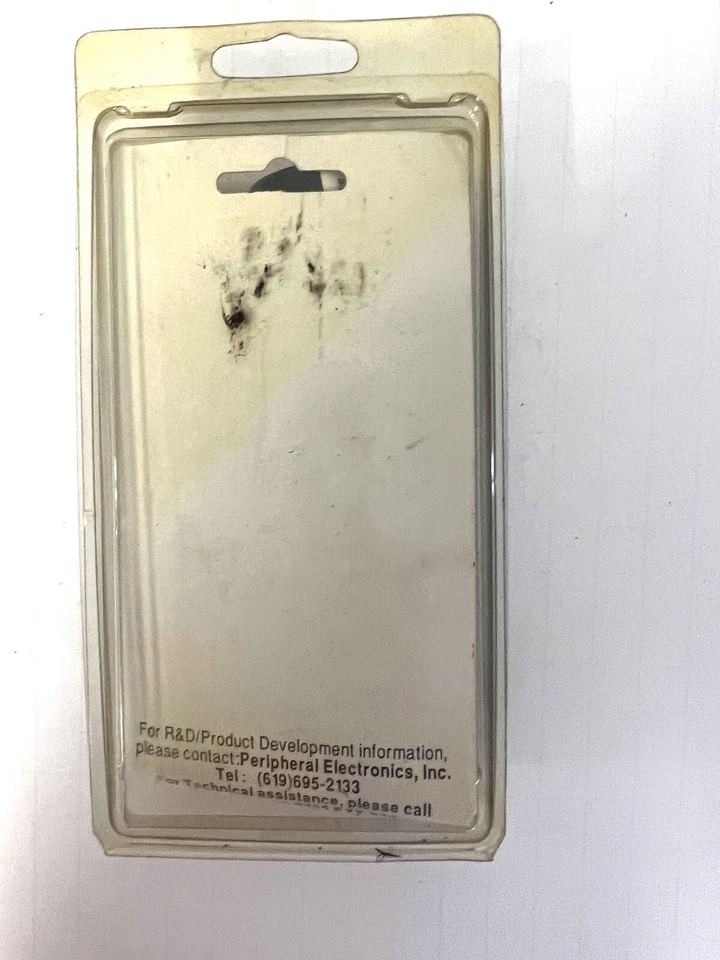 For R&D/Product Development information,
please contact:Peripheral Electronics, Inc.
Tel: (619)695-2133
For Technical assistance, please call